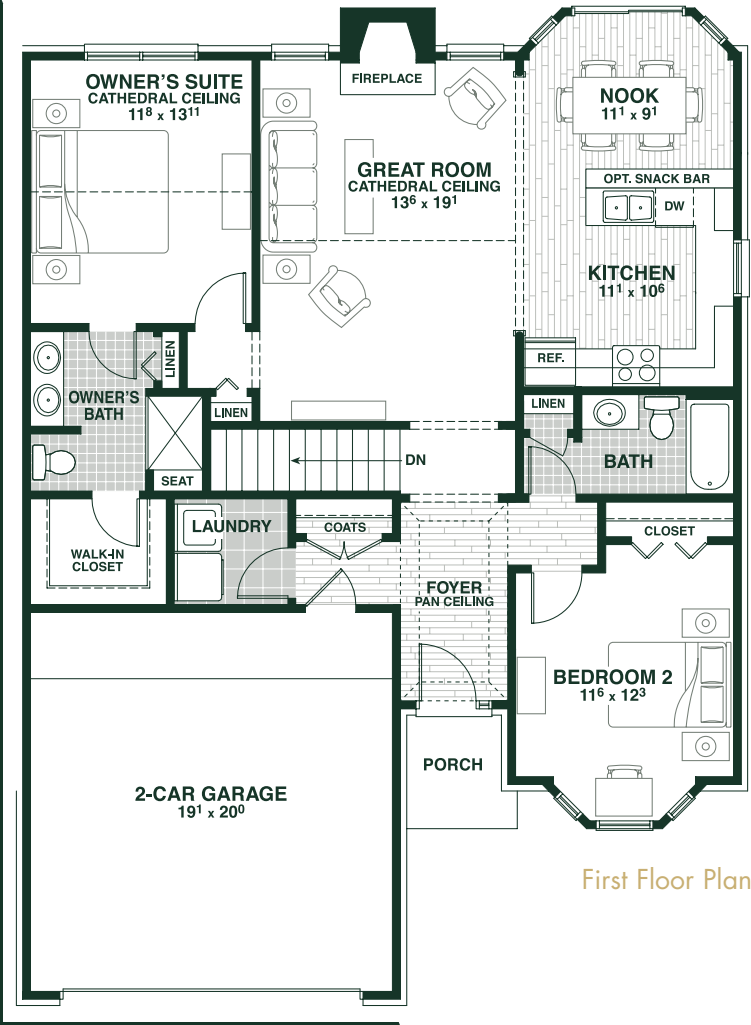 OWNER'S SUITE
CATHEDRAL CEILING
11⁸ x 13¹¹
FIREPLACE
NOOK
11¹ x 9¹
GREAT ROOM
CATHEDRAL CEILING
13⁶ x 19¹
OPT. SNACK BAR
DW
KITCHEN
11¹ x 10⁶
REF.
LINEN
OWNER'S
BATH
LINEN
LINEN
SEAT
DN
BATH
LAUNDRY
COATS
CLOSET
WALK-IN
CLOSET
FOYER
PAN CEILING
BEDROOM 2
11⁶ x 12³
PORCH
2-CAR GARAGE
19¹ x 20⁰
First Floor Plan